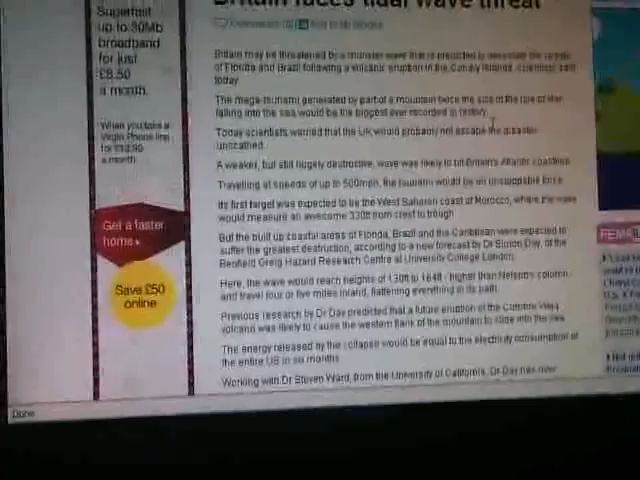 Britain faces tidal wave threat
Superfast
up to 30Mb
broadband
for just
£8.50
a month.
When you take a
Virgin Phone line
for £13.90
a month
Get a faster
home
Save £50
online
Britain may be threatened by a monster wave that is predicted to devastate the coasts
of Florida and Brazil following a volcanic eruption in the Canary Islands, scientists said
today.
The mega-tsunami generated by part of a mountain twice the size of the Isle of Man
falling into the sea would be the biggest ever recorded in history.
Today scientists warned that the UK would probably not escape the disaster
unscathed.
A weaker, but still hugely destructive, wave was likely to hit Britain's Atlantic coastline.
Travelling at speeds of up to 500mph, the tsunami would be an unstoppable force.
Its first target was expected to be the West Saharan coast of Morocco, where the wave
would measure an awesome 330ft from crest to trough.
But the built up coastal areas of Florida, Brazil and the Caribbean were expected to
suffer the greatest destruction, according to a new forecast by Dr Simon Day, of the
Benfield Greig Hazard Research Centre at University College London.
Here, the wave would reach heights of 130ft to 164ft - higher than Nelson's column -
and travel four or five miles inland, flattening everything in its path.
Previous research by Dr Day predicted that a future eruption of the Cumbre Vieja
volcano was likely to cause the western flank of the mountain to slide into the sea.
The energy released by the collapse would be equal to the electricity consumption of
the entire US in six months.
Working with Dr Steven Ward, from the University of California, Dr Day has now
Done